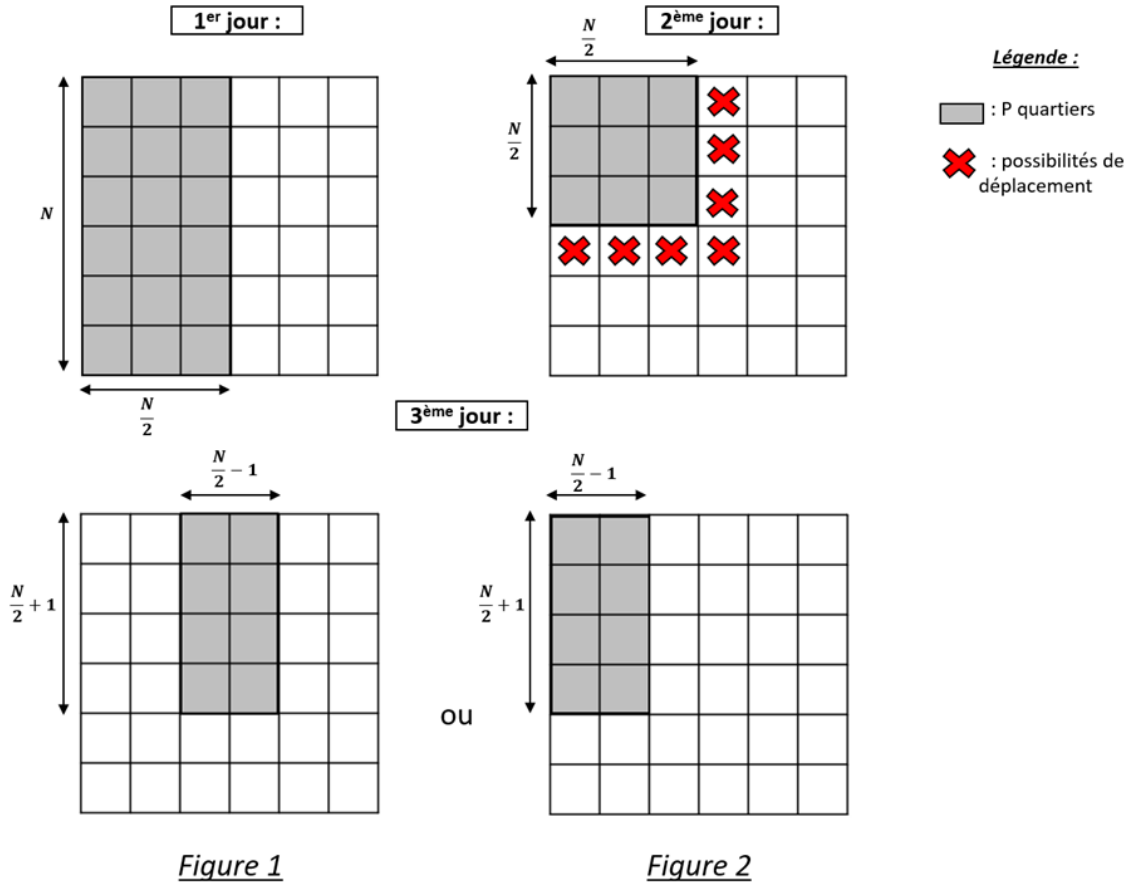 1er jour :
2ème jour :
N/2
N/2
N
N/2
Légende :
: P quartiers
: possibilités de
déplacement
3ème jour :
N/2 − 1
N/2 + 1
N/2 − 1
N/2 + 1
ou
Figure 1
Figure 2